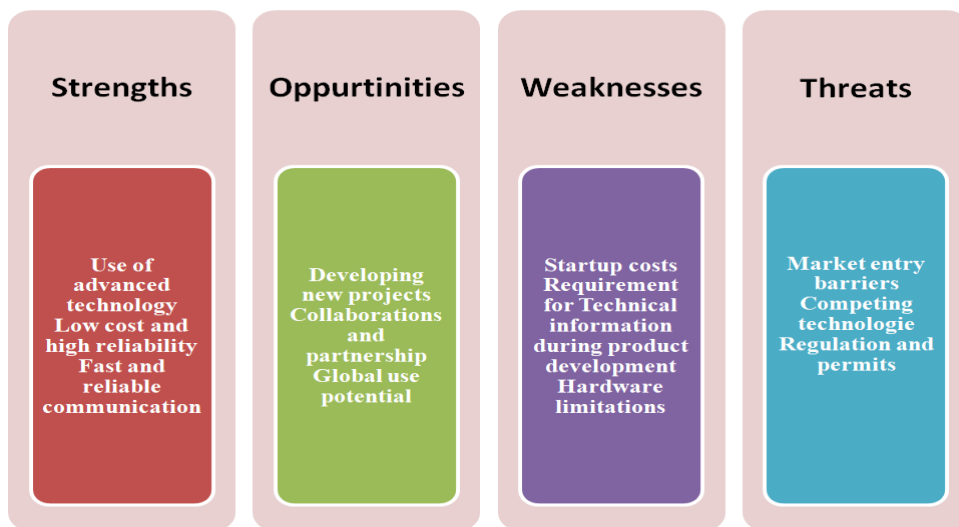 Strengths
Use of
advanced
technology
Low cost and
high reliability
Fast and
reliable
communication
Oppurtinities
Developing
new projects
Collaborations
and
partnership
Global use
potential
Weaknesses
Startup costs
Requirement
for Technical
information
during product
development
Hardware
limitations
Threats
Market entry
barriers
Competing
technologie
Regulation and
permits